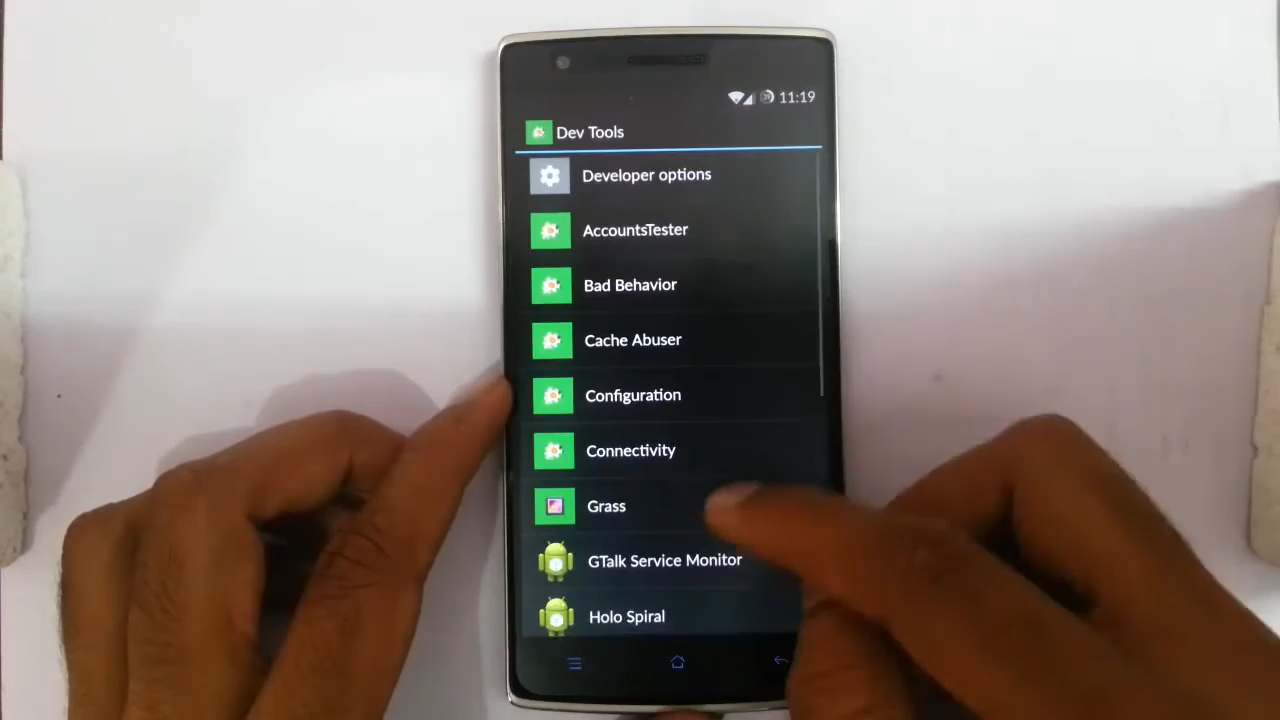 11:19
Dev Tools
Developer options
AccountsTester
Bad Behavior
Cache Abuser
Configuration
Connectivity
Grass
GTalk Service Monitor
Holo Spiral